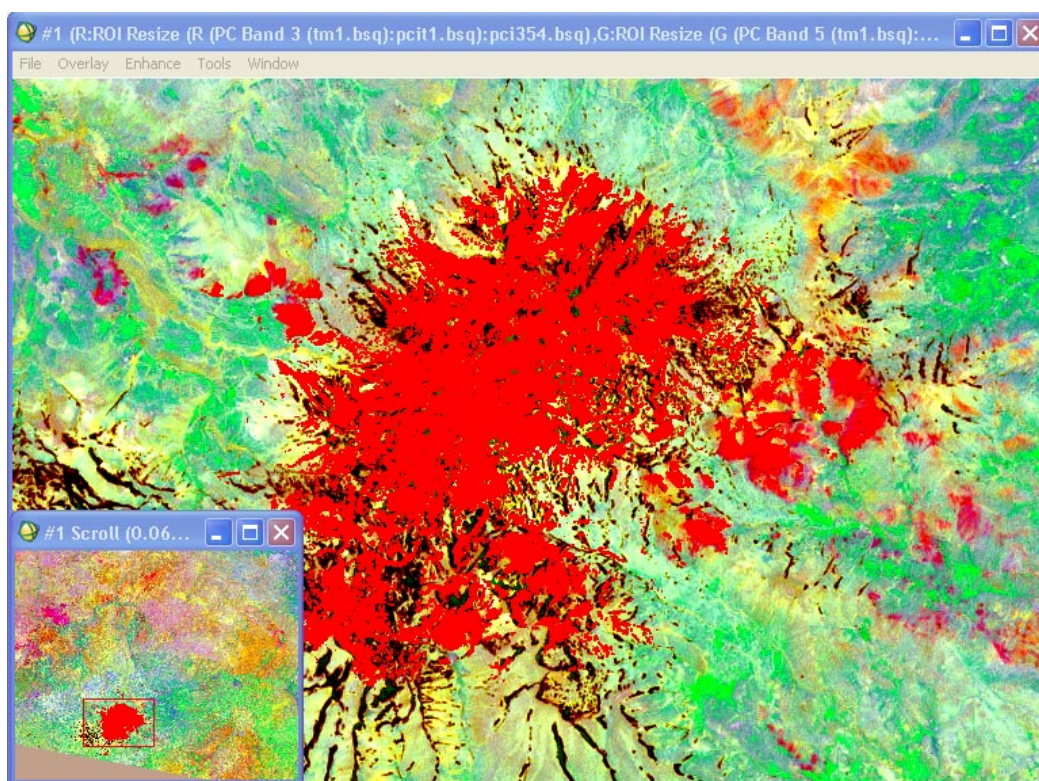 #1 (R:ROI Resize (R (PC Band 3 (tm1.bsq):pcit1.bsq):pci354.bsq),G:ROI Resize (G (PC Band 5 (tm1.bsq):...
File Overlay Enhance Tools Window
#1 Scroll (0.06...